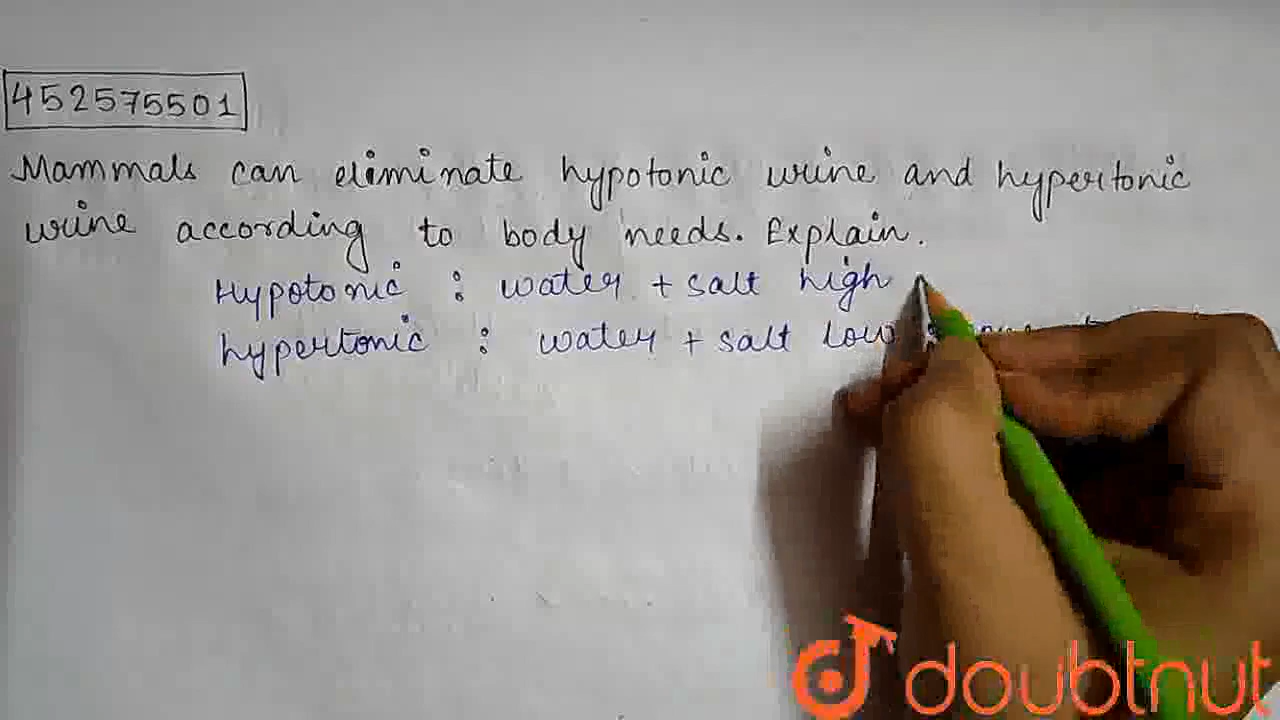 452575501
Mammals can eliminate hypotonic urine and hypertonic
urine according to body needs. Explain.
Hypotonic : water + salt high
hypertonic : water + salt low
doubtnut